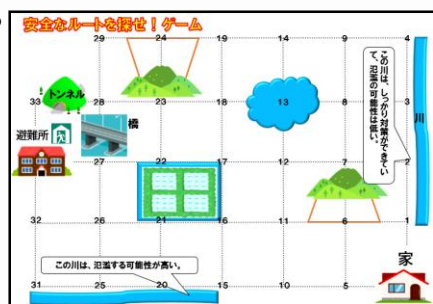 安全なルートを探せ！ゲーム
29 24 19 14 9 4
トンネル
33 28 23 13 8 3
この川は、しっかり対策ができていて、氾濫の可能性は低い。
川
避難所
橋
27 22 17 12 7 2
32 26 21 16 11 6 1
この川は、氾濫する可能性が高い。
家
31 25 20 15 10 5